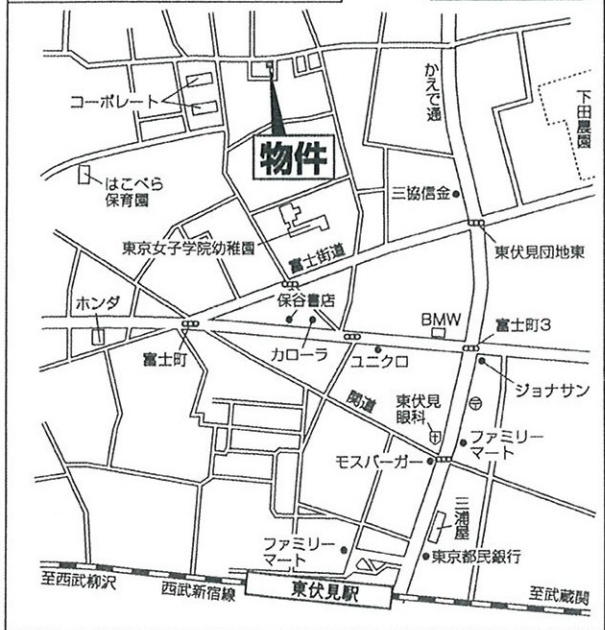 かえで通
下田農園
コーポレート
物件
はこべら
保育園
三協信金
東京女子学院幼稚園
富士街道
東伏見団地東
ホンダ
保谷書店
BMW
富士町3
富士町
カローラ
ユニクロ
ジョナサン
関道
東伏見
眼科
〒
ファミリー
マート
モスバーガー
三浦屋
ファミリー
マート
東京都民銀行
至西武柳沢
西武新宿線
東伏見駅
至武蔵関